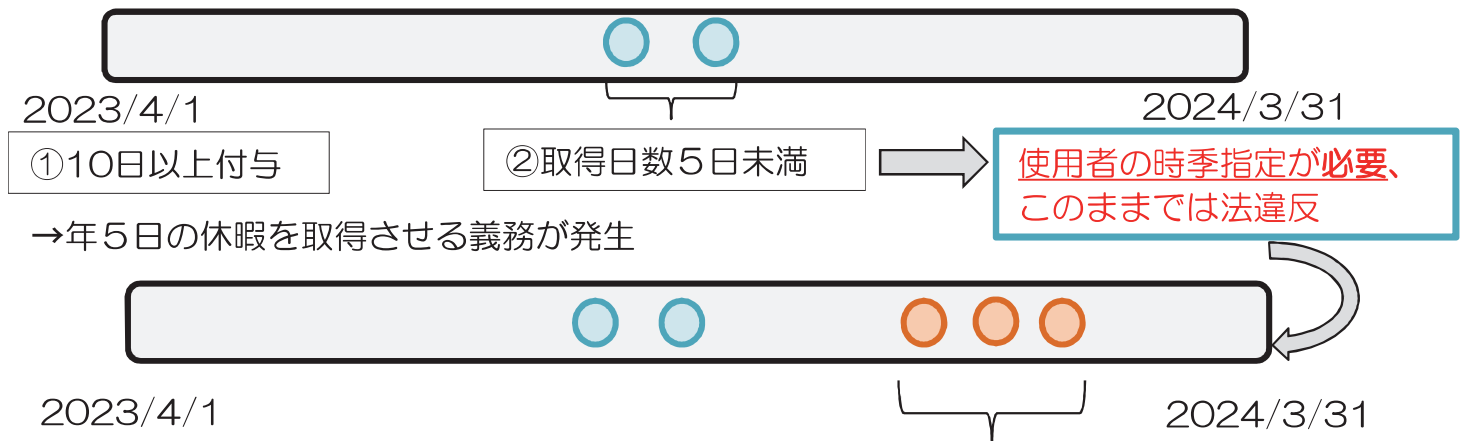 2023/4/1
2024/3/31
①10日以上付与
②取得日数5日未満
使用者の時季指定が必要、
このままでは法違反
→年5日の休暇を取得させる義務が発生
2023/4/1
2024/3/31